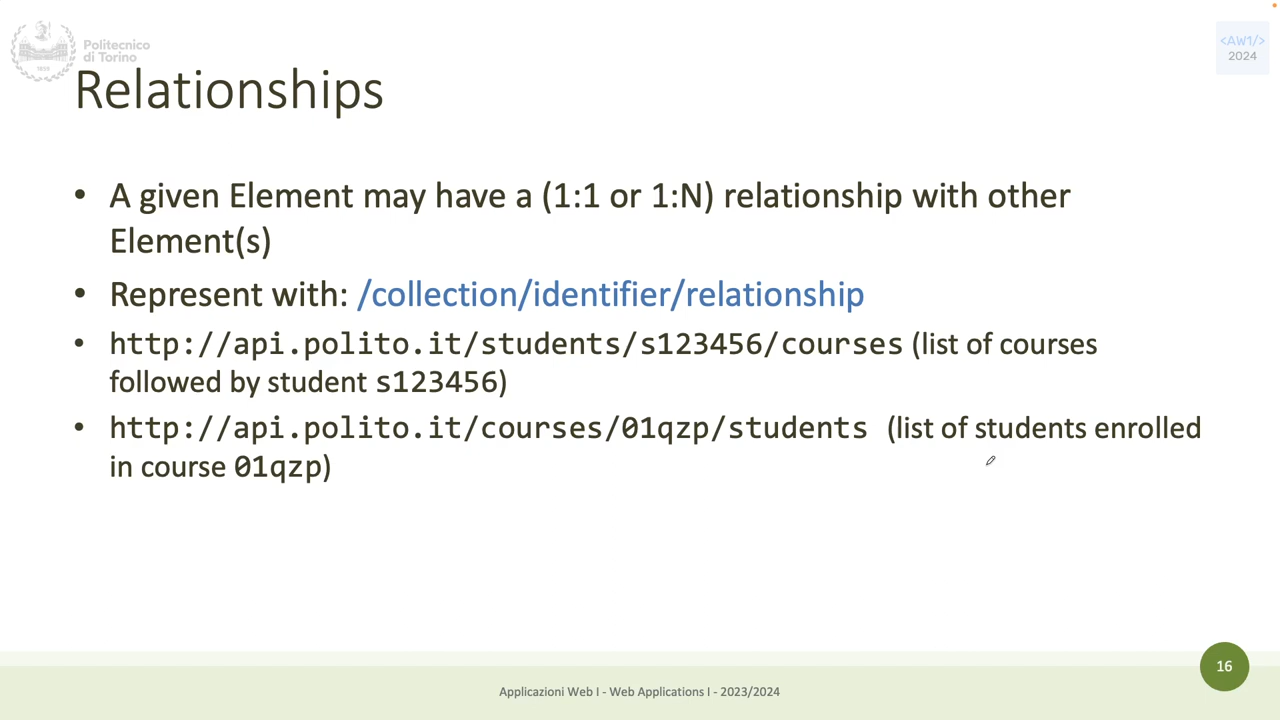 Politecnico
di Torino
1859
<AW1/>
2024
Relationships
• A given Element may have a (1:1 or 1:N) relationship with other
Element(s)
• Represent with: /collection/identifier/relationship
• http://api.polito.it/students/s123456/courses (list of courses
followed by student s123456)
• http://api.polito.it/courses/01qzp/students (list of students enrolled
in course 01qzp)
16
Applicazioni Web I - Web Applications I - 2023/2024